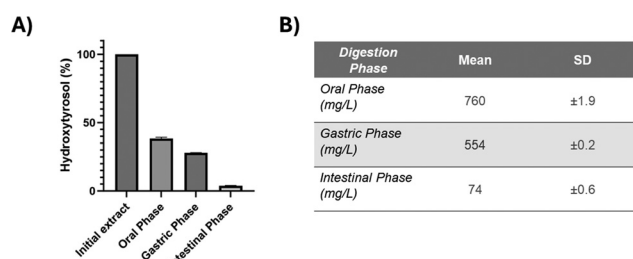 A)
Hydroxytyrosol (%)
100
50
0
Initial extract
Oral Phase
Gastric Phase
testinal Phase
B)
Digestion Phase Mean SD
Oral Phase (mg/L) 760 ±1.9
Gastric Phase (mg/L) 554 ±0.2
Intestinal Phase (mg/L) 74 ±0.6